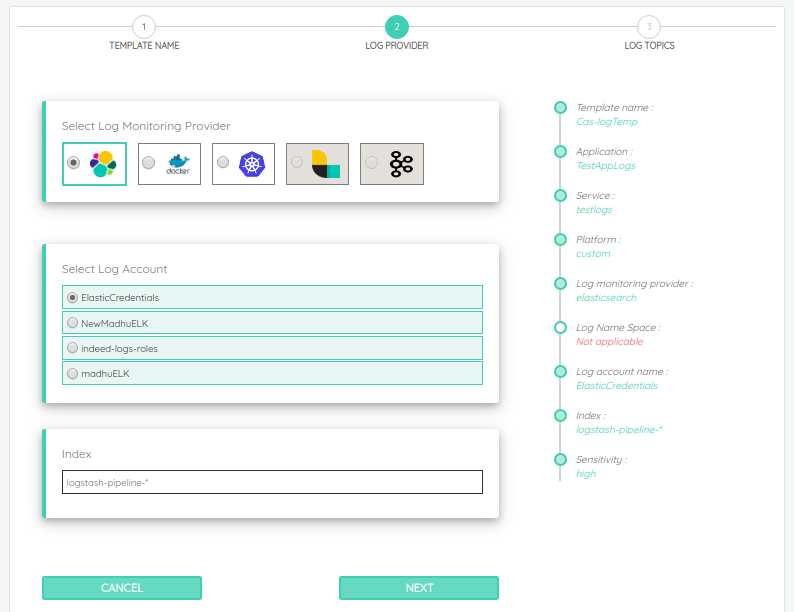 1
2
3
TEMPLATE NAME
LOG PROVIDER
LOG TOPICS
Select Log Monitoring Provider
docker
Select Log Account
ElasticCredentials
NewMadhuELK
indeed-logs-roles
madhuELK
Index
logstash-pipeline-*
CANCEL
NEXT
Template name :
Cas-logTemp
Application :
TestAppLogs
Service :
testlogs
Platform :
custom
Log monitoring provider :
elasticsearch
Log Name Space :
Not applicable
Log account name :
ElasticCredentials
Index :
logstash-pipeline-*
Sensitivity :
high